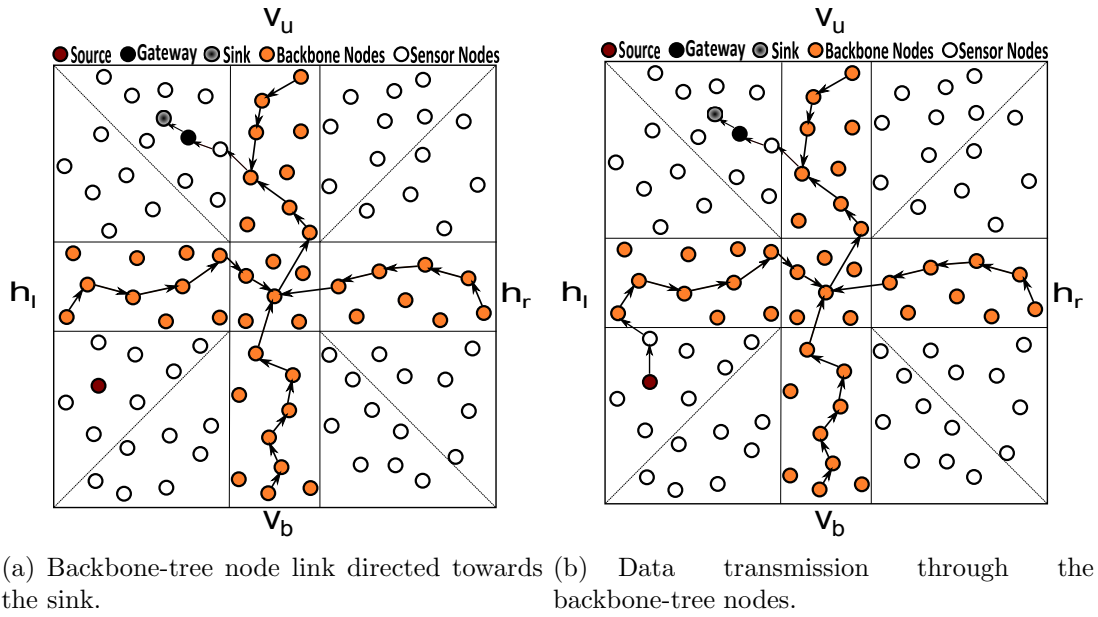 Vu
Source Gateway Sink Backbone Nodes Sensor Nodes
hl
hr
Vb
(a) Backbone-tree node link directed towards
the sink.
Vu
Source Gateway Sink Backbone Nodes Sensor Nodes
hl
hr
Vb
(b) Data transmission through the
backbone-tree nodes.